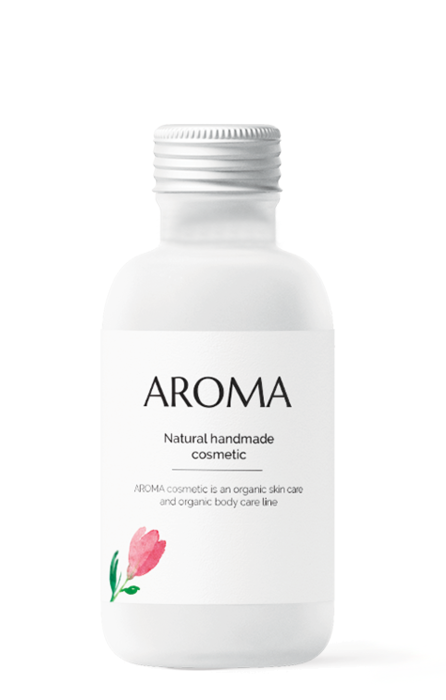 AROMA
Natural handmade
cosmetic
AROMA cosmetic is an organic skin care
and organic body care line